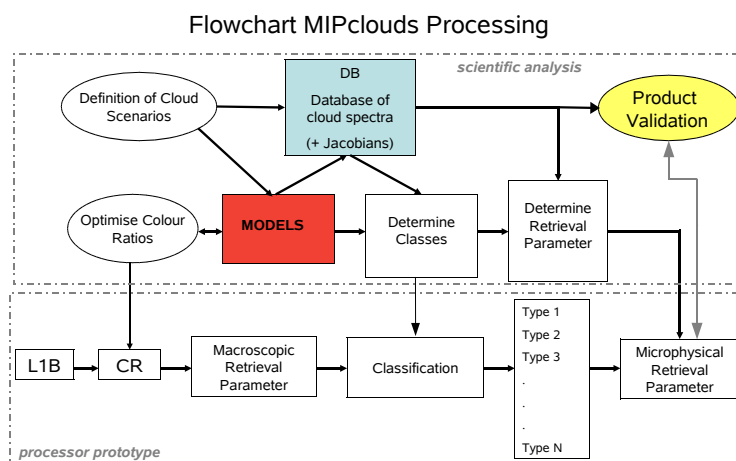 Flowchart MIPclouds Processing
scientific analysis
Definition of Cloud
Scenarios
DB
Database of
cloud spectra
(+ Jacobians)
Product
Validation
Optimise Colour
Ratios
MODELS
Determine
Classes
Determine
Retrieval
Parameter
L1B
CR
Macroscopic
Retrieval
Parameter
Classification
Type 1
Type 2
Type 3
.
.
.
Type N
Microphysical
Retrieval
Parameter
processor prototype